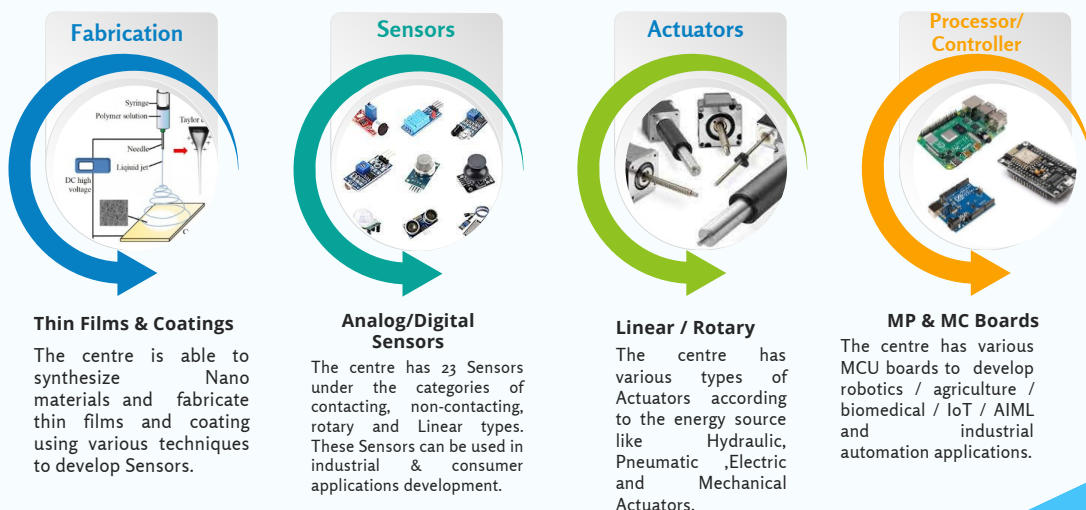 Fabrication
Syringe
Polymer solution
Needle
Liqiuid jet
DC high
voltage
Thin Films & Coatings
The centre is able to
synthesize Nano
materials and fabricate
thin films and coating
using various techniques
to develop Sensors.
Sensors
Analog/Digital
Sensors
The centre has 23 Sensors
under the categories of
contacting, non-contacting,
rotary and Linear types.
These Sensors can be used in
industrial & consumer
applications development.
Actuators
Linear / Rotary
The centre has
various types of
Actuators according
to the energy source
like Hydraulic,
Pneumatic ,Electric
and Mechanical
Actuators.
Processor/
Controller
MP & MC Boards
The centre has various
MCU boards to develop
robotics / agriculture /
biomedical / IoT / AIML
and industrial
automation applications.